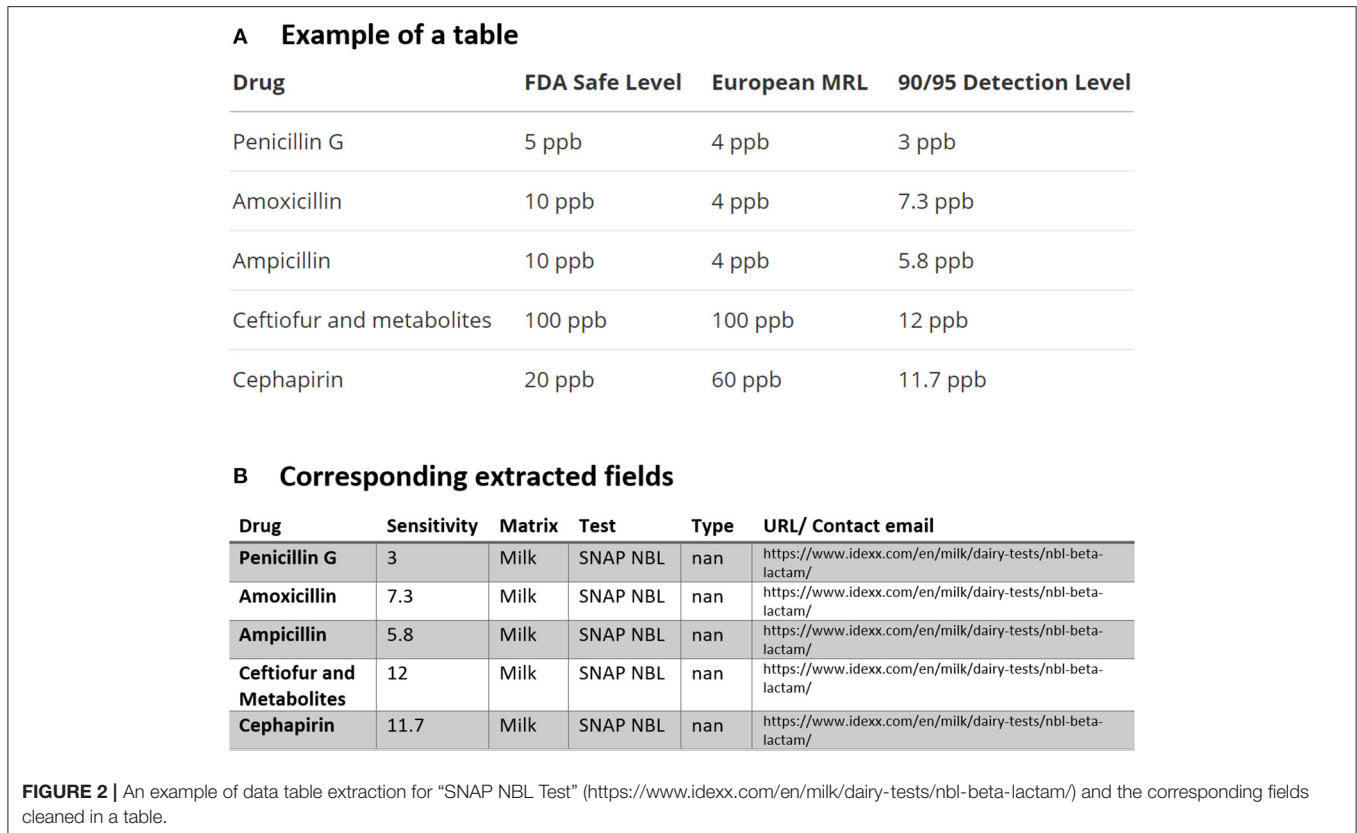 A Example of a table
Drug FDA Safe Level European MRL 90/95 Detection Level
Penicillin G 5 ppb 4 ppb 3 ppb
Amoxicillin 10 ppb 4 ppb 7.3 ppb
Ampicillin 10 ppb 4 ppb 5.8 ppb
Ceftiofur and metabolites 100 ppb 100 ppb 12 ppb
Cephapirin 20 ppb 60 ppb 11.7 ppb
B Corresponding extracted fields
Drug Sensitivity Matrix Test Type URL/ Contact email
Penicillin G 3 Milk SNAP NBL nan https://www.idexx.com/en/milk/dairy-tests/nbl-beta-
lactam/
Amoxicillin 7.3 Milk SNAP NBL nan https://www.idexx.com/en/milk/dairy-tests/nbl-beta-
lactam/
Ampicillin 5.8 Milk SNAP NBL nan https://www.idexx.com/en/milk/dairy-tests/nbl-beta-
lactam/
Ceftiofur and 12 Milk SNAP NBL nan https://www.idexx.com/en/milk/dairy-tests/nbl-beta-
Metabolites lactam/
Cephapirin 11.7 Milk SNAP NBL nan https://www.idexx.com/en/milk/dairy-tests/nbl-beta-
lactam/
FIGURE 2 | An example of data table extraction for “SNAP NBL Test” (https://www.idexx.com/en/milk/dairy-tests/nbl-beta-lactam/) and the corresponding fields
cleaned in a table.